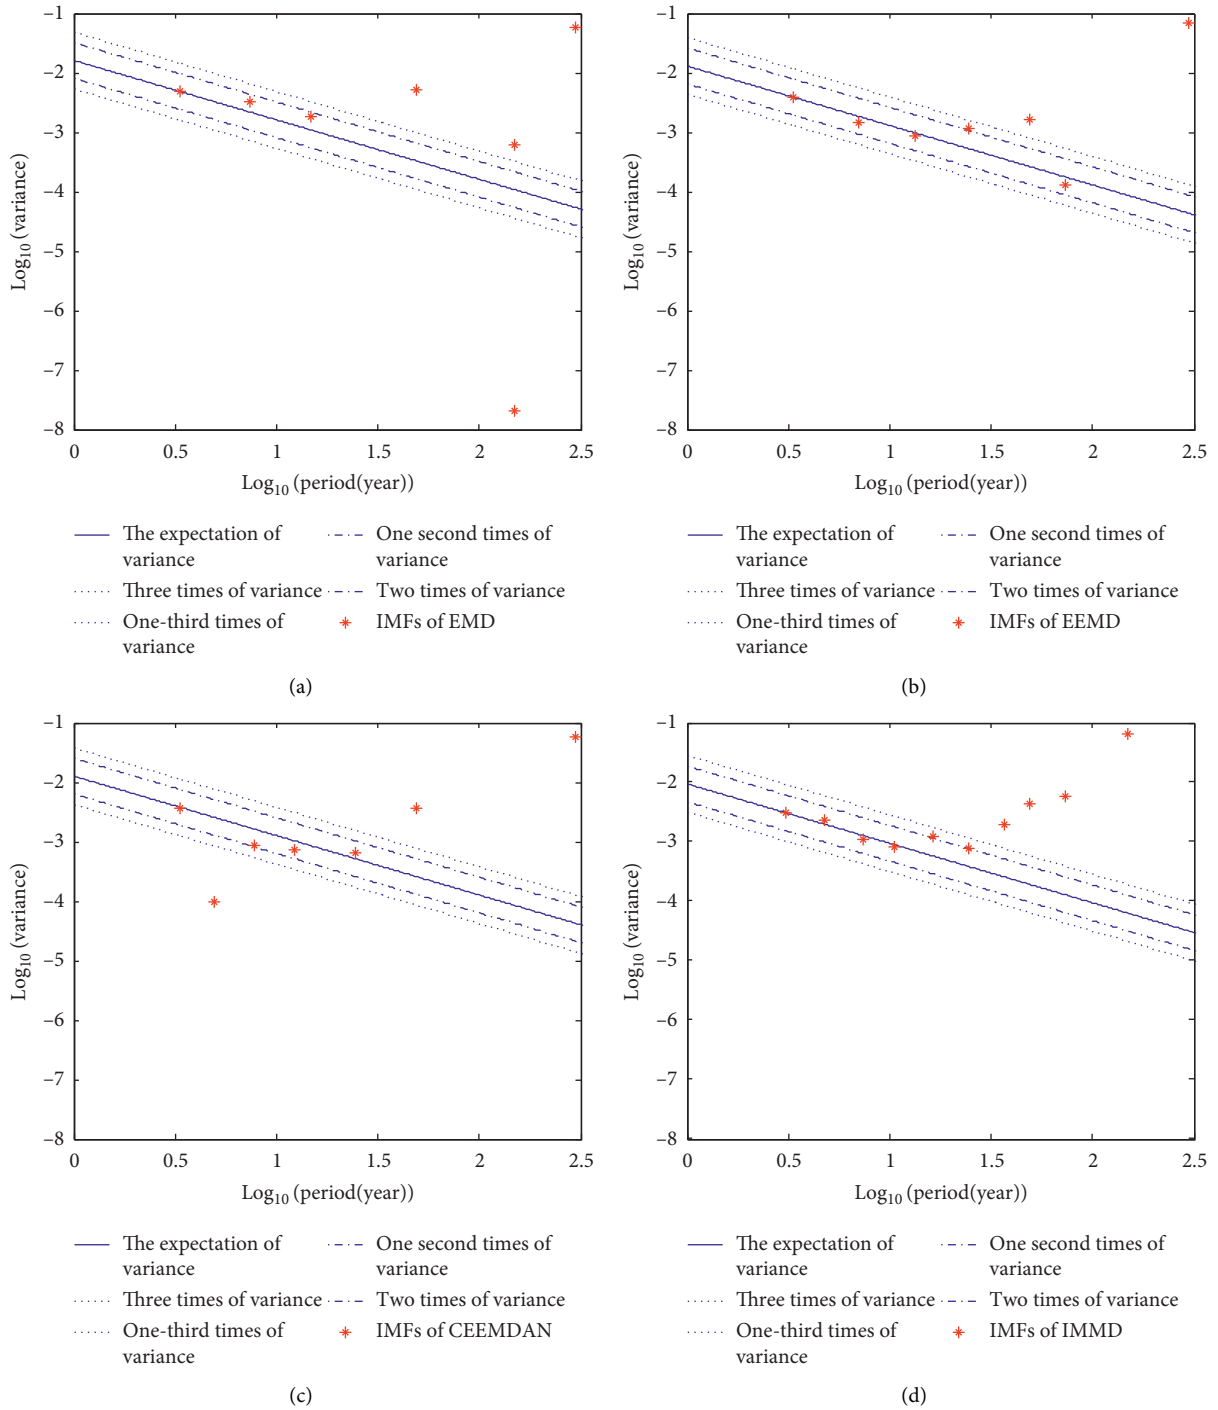 −1
−2
−3
−4
−5
−6
−7
−8
Log10 (variance)
0
0.5
1
1.5
2
2.5
Log10 (period(year))
The expectation of
variance
One second times of
variance
Three times of variance
Two times of variance
One-third times of
variance
IMFs of EMD
(a)
−1
−2
−3
−4
−5
−6
−7
−8
Log10 (variance)
0
0.5
1
1.5
2
2.5
Log10 (period(year))
The expectation of
variance
One second times of
variance
Three times of variance
Two times of variance
One-third times of
variance
IMFs of EEMD
(b)
−1
−2
−3
−4
−5
−6
−7
−8
Log10 (variance)
0
0.5
1
1.5
2
2.5
Log10 (period(year))
The expectation of
variance
One second times of
variance
Three times of variance
Two times of variance
One-third times of
variance
IMFs of CEEMDAN
(c)
−1
−2
−3
−4
−5
−6
−7
−8
Log10 (variance)
0
0.5
1
1.5
2
2.5
Log10 (period(year))
The expectation of
variance
One second times of
variance
Three times of variance
Two times of variance
One-third times of
variance
IMFs of IMMD
(d)